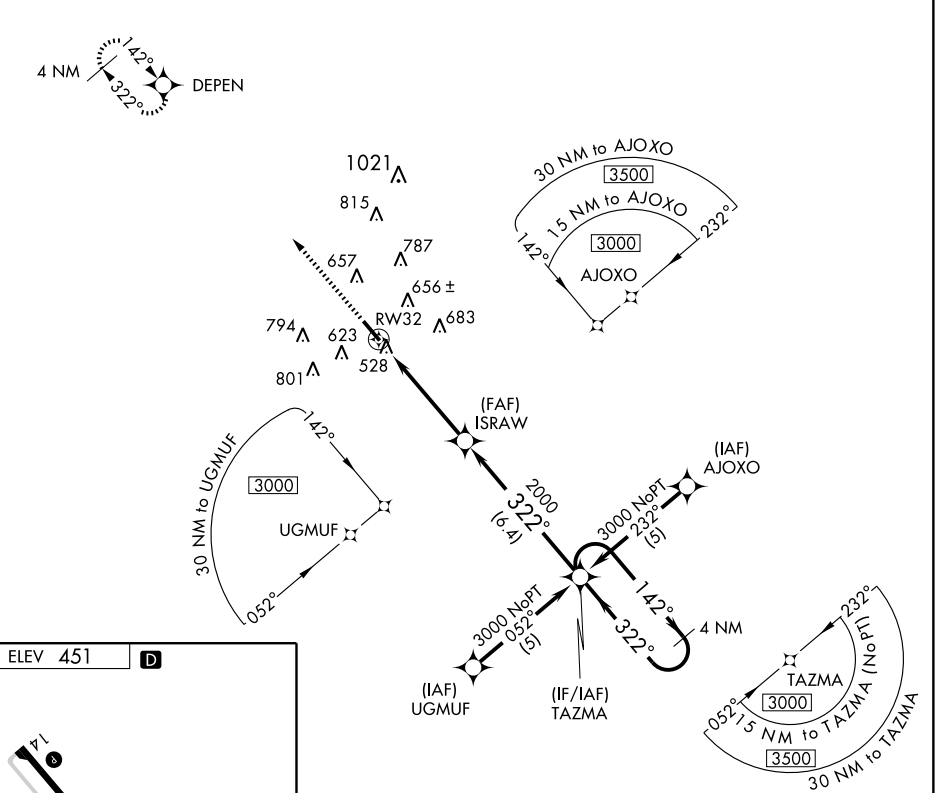 142°
4 NM
322°
DEPEN
1021
815
787
657
656 ±
RW32
683
794
623
528
801
30 NM to AJOXO
3500
15 NM to AJOXO
3000
142°
232°
AJOXO
(FAF)
ISRAW
30 NM to UGMUF
3000
142°
UGMUF
052°
2000
322°
(6.4)
(IAF)
AJOXO
3000 NoPT
232°
(5)
3000 NoPT
052°
(5)
142°
322°
4 NM
(IAF)
UGMUF
(IF/IAF)
TAZMA
232°
TAZMA
052°
3000
15 NM to TAZMA (NoPT)
3500
30 NM to TAZMA
ELEV 451
D
14
P